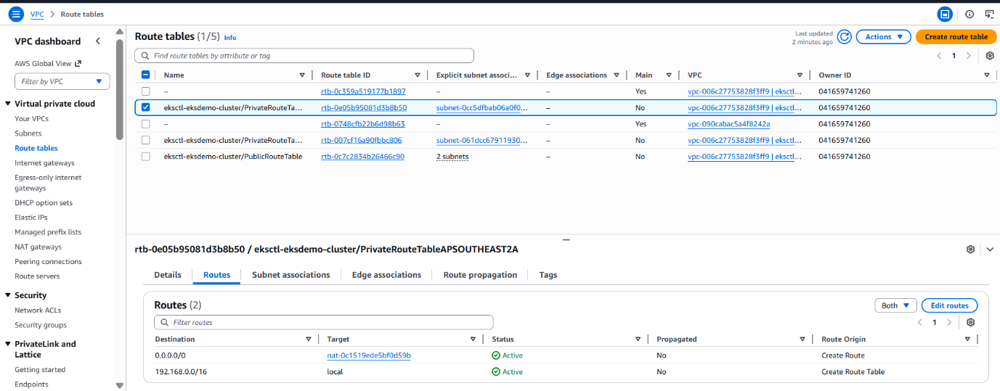 VPC > Route tables
VPC dashboard
AWS Global View
Filter by VPC
Virtual private cloud
Your VPCs
Subnets
Route tables
Internet gateways
Egress-only internet
gateways
DHCP option sets
Elastic IPs
Managed prefix lists
NAT gateways
Peering connections
Route servers
Security
Network ACLs
Security groups
PrivateLink and
Lattice
Getting started
Endpoints
Route tables (1/5) Info
Last updated
2 minutes ago
Actions
Create route table
Find route tables by attribute or tag
1
Name Route table ID Explicit subnet associ... Edge associations Main VPC Owner ID
– rtb-0c359a519177b1897 – – Yes vpc-006c27753828f3ff9 | eksctl... 041659741260
eksctl-eksdemo-cluster/PrivateRouteTa... rtb-0e05b95081d3b8b50 subnet-0cc5dfbab06a0f0... – No vpc-006c27753828f3ff9 | eksctl... 041659741260
– rtb-0748cfb22b6d98b63 – – Yes vpc-090cabac5a4f8242a 041659741260
eksctl-eksdemo-cluster/PrivateRouteTa... rtb-007cf16a90fbbc806 subnet-061dcc67911930... – No vpc-006c27753828f3ff9 | eksctl... 041659741260
eksctl-eksdemo-cluster/PublicRouteTable rtb-0c7c2834b26466c90 2 subnets – No vpc-006c27753828f3ff9 | eksctl... 041659741260
rtb-0e05b95081d3b8b50 / eksctl-eksdemo-cluster/PrivateRouteTableAPSOUTHEAST2A
Details Routes Subnet associations Edge associations Route propagation Tags
Routes (2)
Both
Edit routes
Filter routes
1
Destination Target Status Propagated Route Origin
0.0.0.0/0 nat-0c1519ede5bf0d59b Active No Create Route
192.168.0.0/16 local Active No Create Route Table